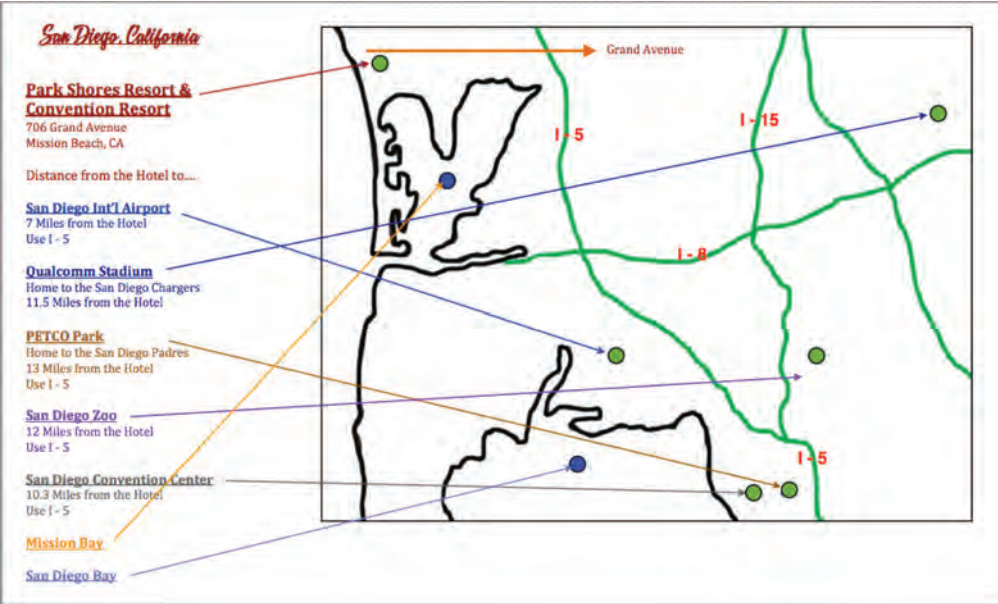 San Diego, California
Park Shores Resort &
Convention Resort
706 Grand Avenue
Mission Beach, CA
Distance from the Hotel to....
San Diego Int'l Airport
7 Miles from the Hotel
Use I - 5
Qualcomm Stadium
Home to the San Diego Chargers
11.5 Miles from the Hotel
PETCO Park
Home to the San Diego Padres
13 Miles from the Hotel
Use I - 5
San Diego Zoo
12 Miles from the Hotel
Use I - 5
San Diego Convention Center
10.3 Miles from the Hotel
Use I - 5
Mission Bay
San Diego Bay
Grand Avenue
I - 5
I - 15
I - 8
I - 5